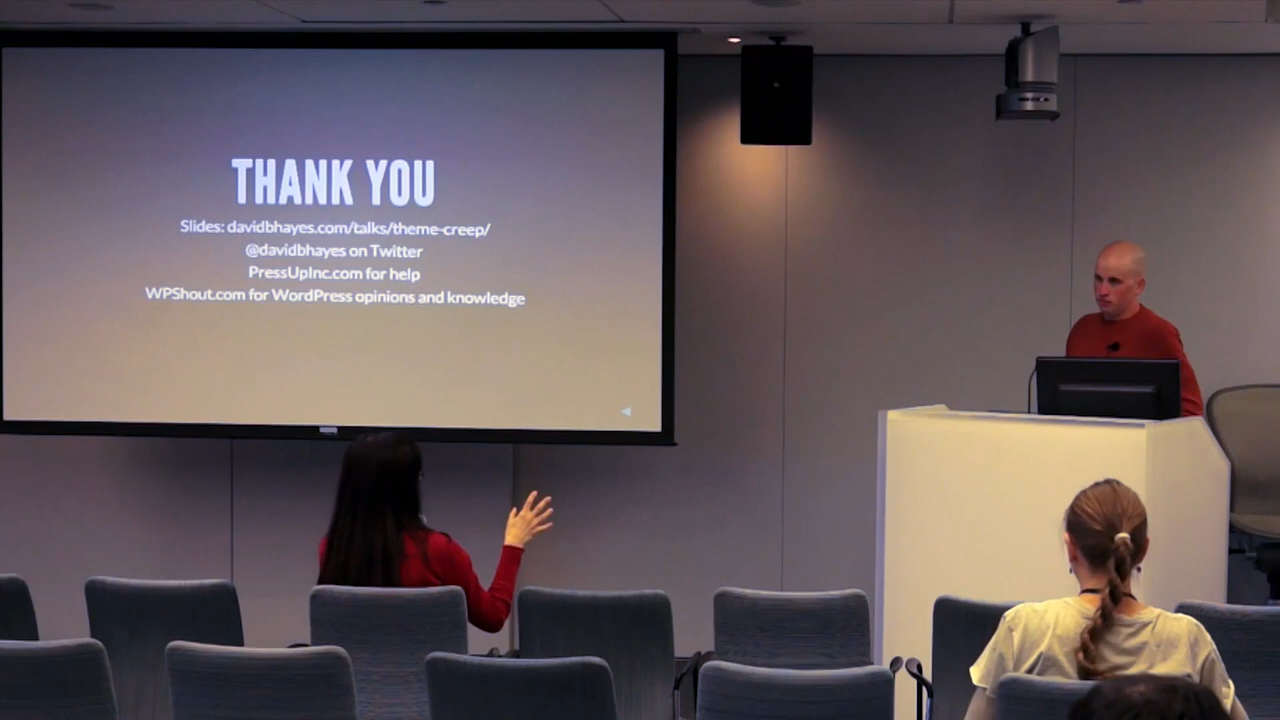 THANK YOU
Slides: davidbhayes.com/talks/theme-creep/
@davidbhayes on Twitter
PressUpInc.com for help
WPShout.com for WordPress opinions and knowledge